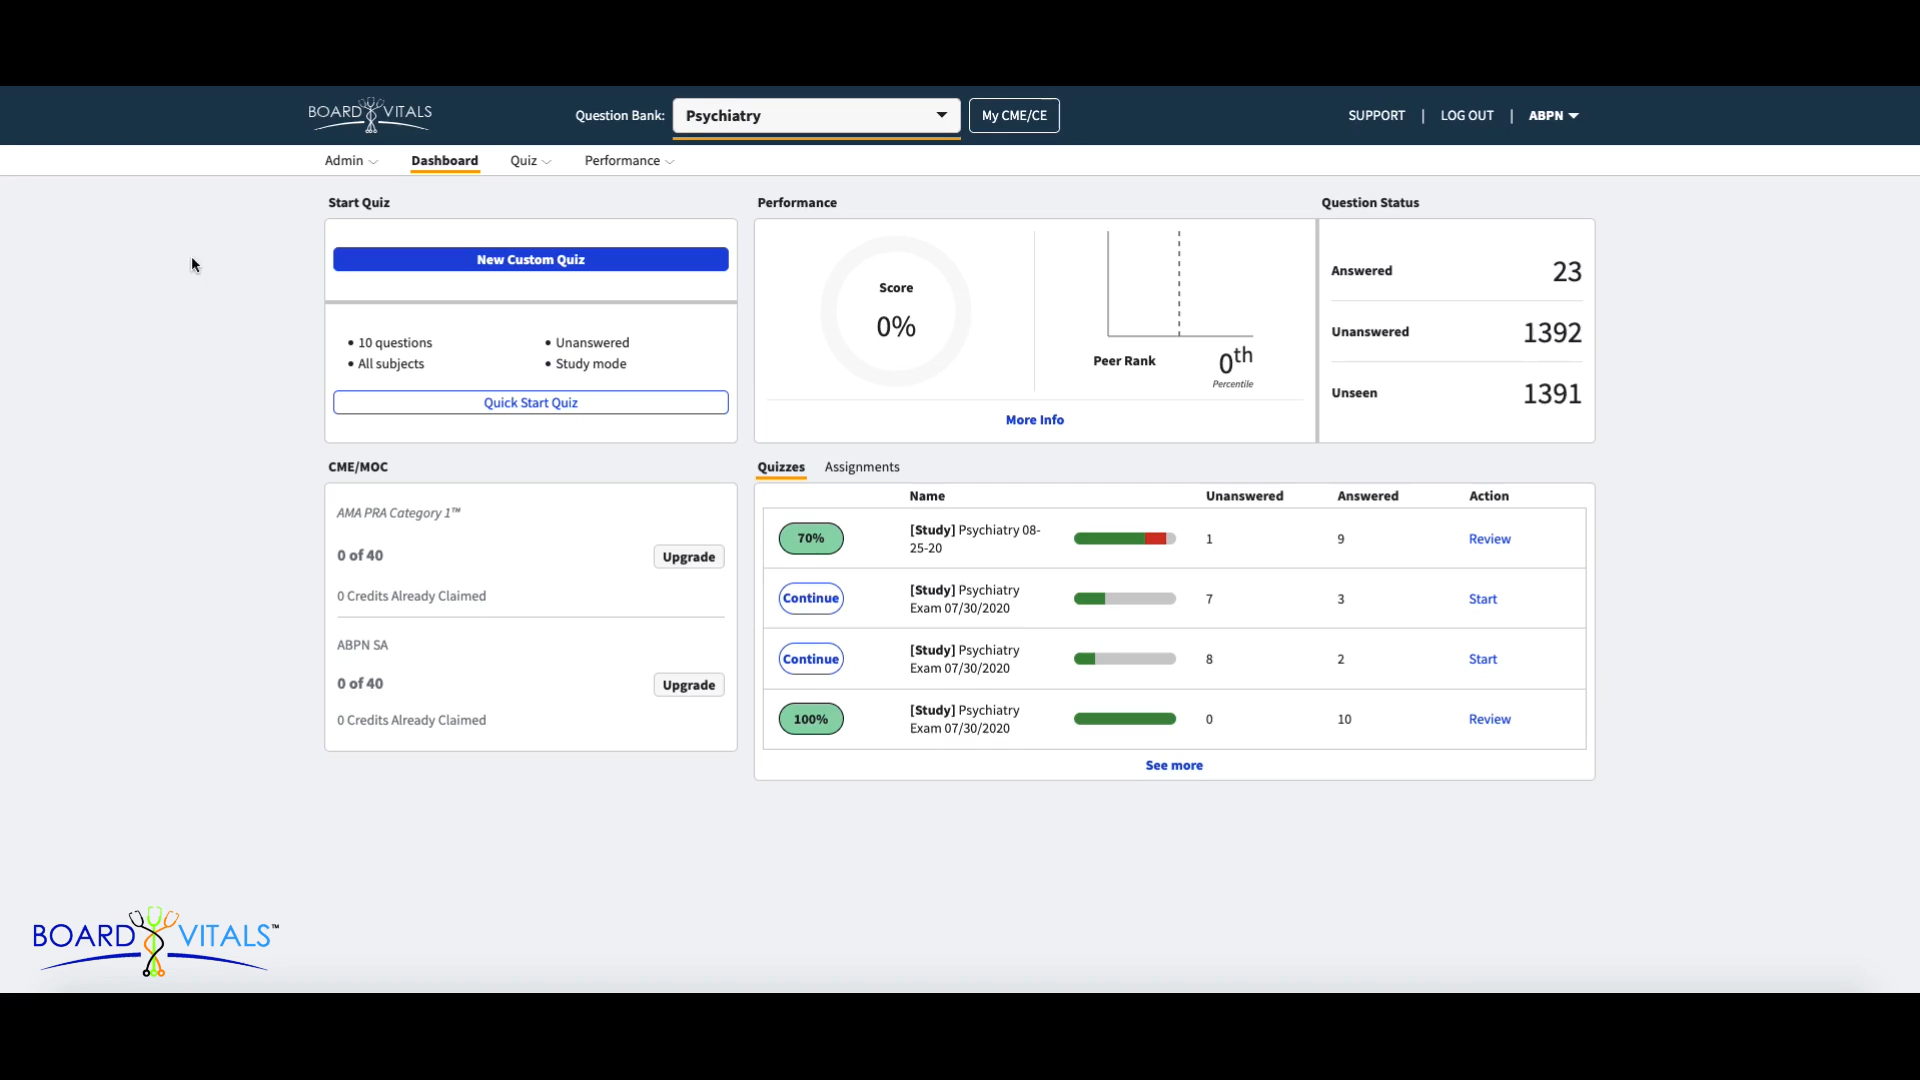 BOARD VITALS
Question Bank:
Psychiatry
My CME/CE
SUPPORT | LOG OUT | ABPN
Admin
Dashboard
Quiz
Performance
Start Quiz
New Custom Quiz
• 10 questions
• All subjects
• Unanswered
• Study mode
Quick Start Quiz
Performance
Score
0%
Peer Rank
0th
Percentile
More Info
Question Status
Answered 23
Unanswered 1392
Unseen 1391
CME/MOC
AMA PRA Category 1™
0 of 40
Upgrade
0 Credits Already Claimed
ABPN SA
0 of 40
Upgrade
0 Credits Already Claimed
Quizzes
Assignments
Name Unanswered Answered Action
70%
[Study] Psychiatry 08-
25-20
1 9 Review
Continue
[Study] Psychiatry
Exam 07/30/2020
7 3 Start
Continue
[Study] Psychiatry
Exam 07/30/2020
8 2 Start
100%
[Study] Psychiatry
Exam 07/30/2020
0 10 Review
See more
BOARD VITALS™